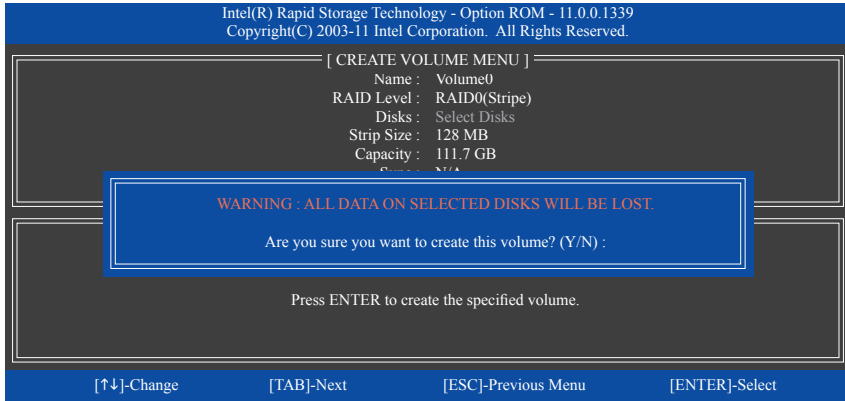 Intel(R) Rapid Storage Technology - Option ROM - 11.0.0.1339
Copyright(C) 2003-11 Intel Corporation. All Rights Reserved.
[ CREATE VOLUME MENU ]
Name : Volume0
RAID Level : RAID0(Stripe)
Disks : Select Disks
Strip Size : 128 MB
Capacity : 111.7 GB
WARNING : ALL DATA ON SELECTED DISKS WILL BE LOST.
Are you sure you want to create this volume? (Y/N) :
Press ENTER to create the specified volume.
[↑↓]-Change [TAB]-Next [ESC]-Previous Menu [ENTER]-Select